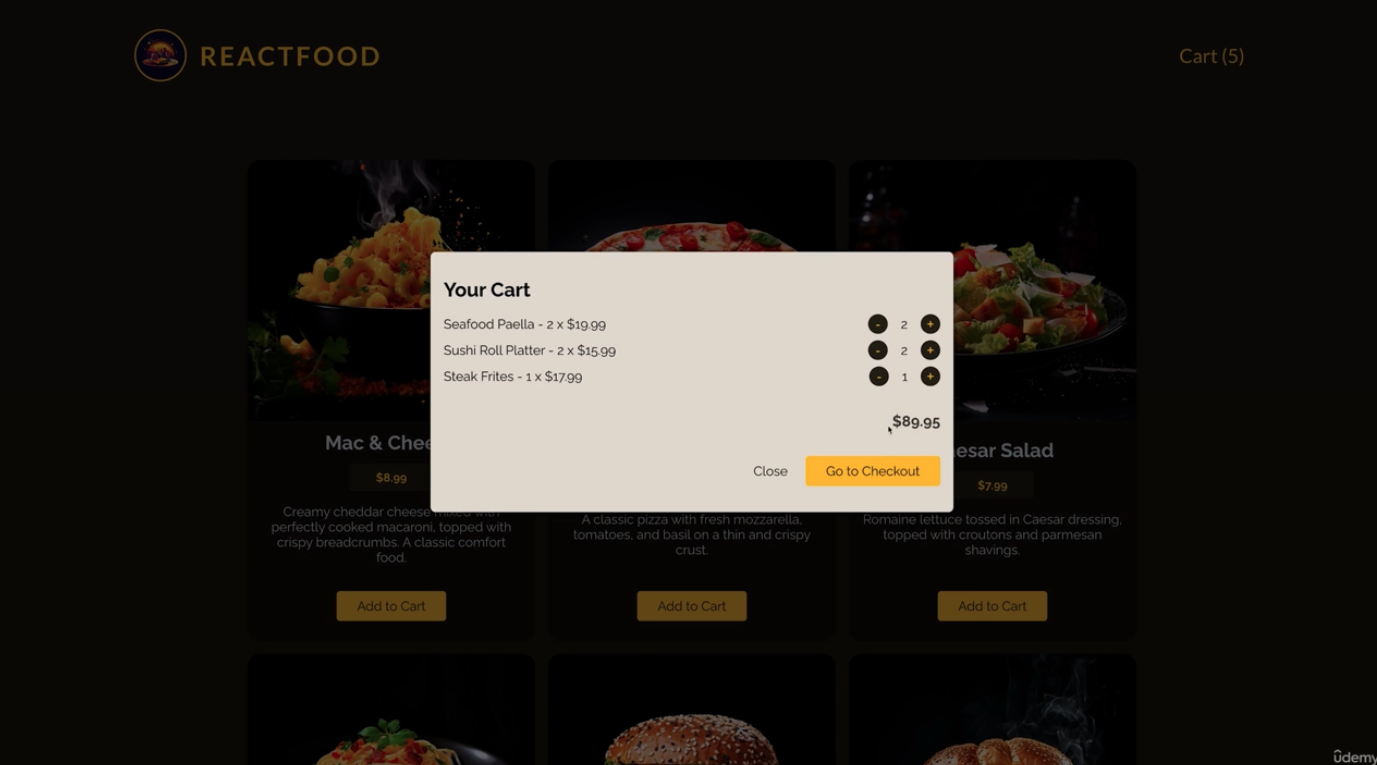 REACTFOOD
Cart (5)
Your Cart
Seafood Paella - 2 x $19.99
- 2 +
Sushi Roll Platter - 2 x $15.99
- 2 +
Steak Frites - 1 x $17.99
- 1 +
$89.95
Close
Go to Checkout
Mac &
$8.99
Creamy cheddar cheese mixed with
perfectly cooked macaroni, topped with
crispy breadcrumbs. A classic comfort
food.
Add to Cart
A classic pizza with fresh mozzarella,
tomatoes, and basil on a thin and crispy
crust.
Add to Cart
Salad
$7.99
Romaine lettuce tossed in Caesar dressing,
topped with croutons and parmesan
shavings.
Add to Cart
ûdemy